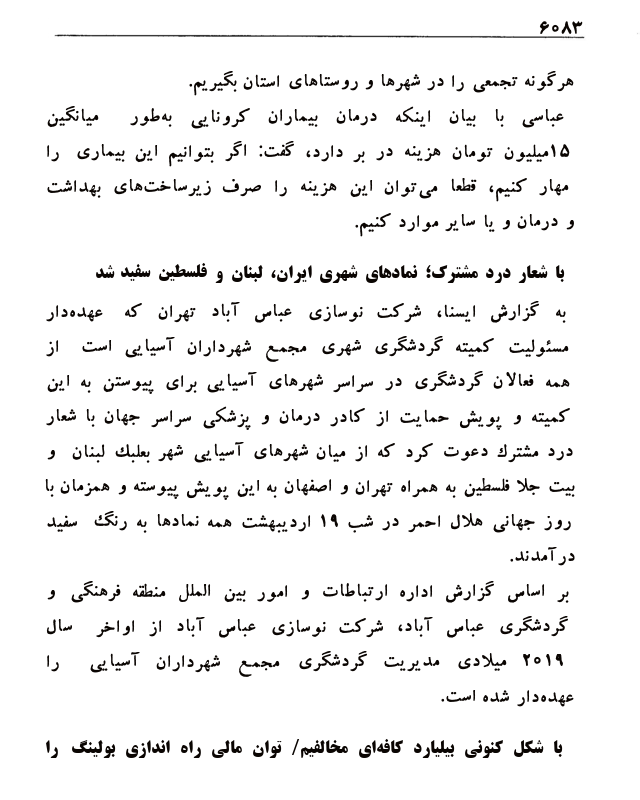 ۶۰۸۳
هرگونه تجمعی را در شهرها و روستاهای استان بگیریم.
عباسی با بیان اینکه درمان بیماران کرونایی به‌طور میانگین
۱۵میلیون تومان هزینه در بر دارد، گفت: اگر بتوانیم این بیماری را
مهار کنیم، قطعا می‌توان این هزینه را صرف زیرساخت‌های بهداشت
و درمان و یا سایر موارد کنیم.
با شعار درد مشترک؛ نمادهای شهری ایران، لبنان و فلسطین سفید شد
به گزارش ایسنا، شرکت نوسازی عباس آباد تهران که عهده‌دار
مسئولیت کمیته گردشگری شهری مجمع شهرداران آسیایی است از
همه فعالان گردشگری در سراسر شهرهای آسیایی برای پیوستن به این
کمیته و پویش حمایت از کادر درمان و پزشکی سراسر جهان با شعار
درد مشترک دعوت کرد که از میان شهرهای آسیایی شهر بعلبک لبنان و
بیت جلا فلسطین به همراه تهران و اصفهان به این پویش پیوسته و همزمان با
روز جهانی هلال احمر در شب ۱۹ اردیبهشت همه نمادها به رنگ سفید
درآمدند.
بر اساس گزارش اداره ارتباطات و امور بین الملل منطقه فرهنگی و
گردشگری عباس آباد، شرکت نوسازی عباس آباد از اواخر سال
۲۰۱۹ میلادی مدیریت گردشگری مجمع شهرداران آسیایی را
عهده‌دار شده است.
با شکل کنونی بیلیارد کافه‌ای مخالفیم/ توان مالی راه اندازی بولینگ را